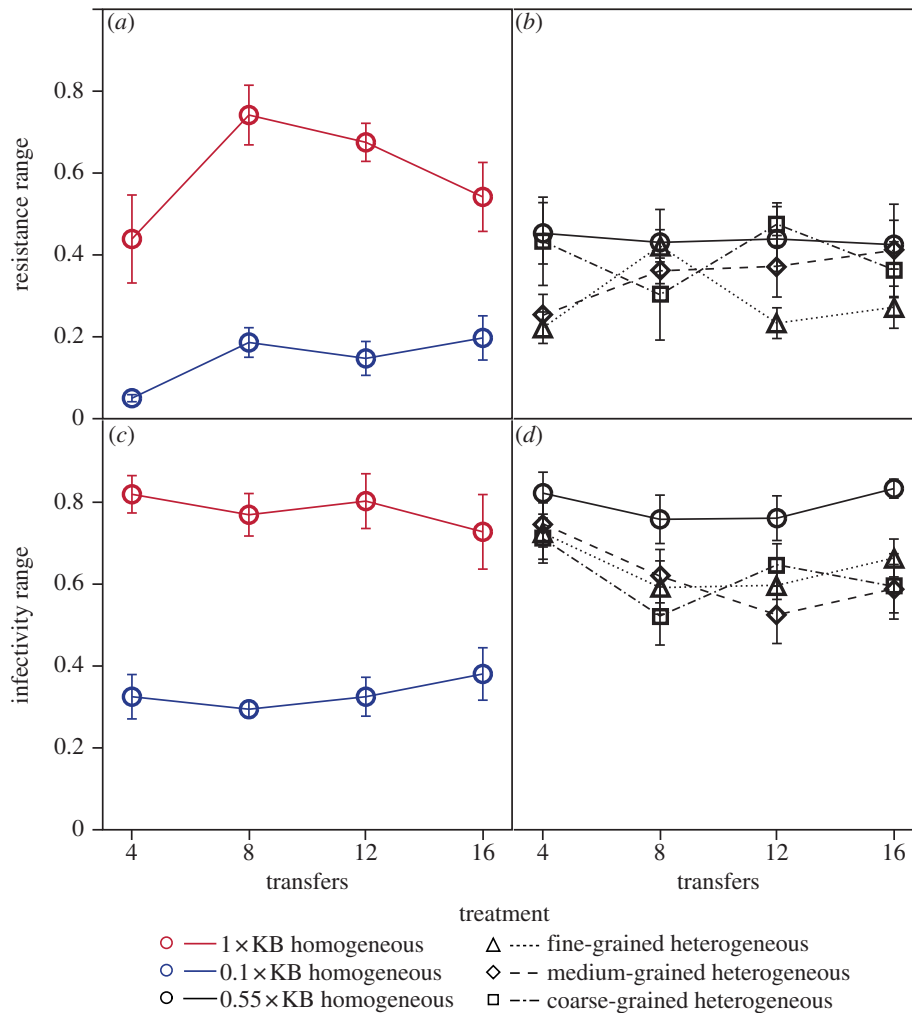 (a)
(b)
0.8
0.6
0.4
0.2
0
resistance range
(c)
(d)
0.8
0.6
0.4
0.2
0
infectivity range
4 8 12 16
4 8 12 16
transfers
transfers
treatment
1×KB homogeneous
0.1×KB homogeneous
0.55×KB homogeneous
fine-grained heterogeneous
medium-grained heterogeneous
coarse-grained heterogeneous